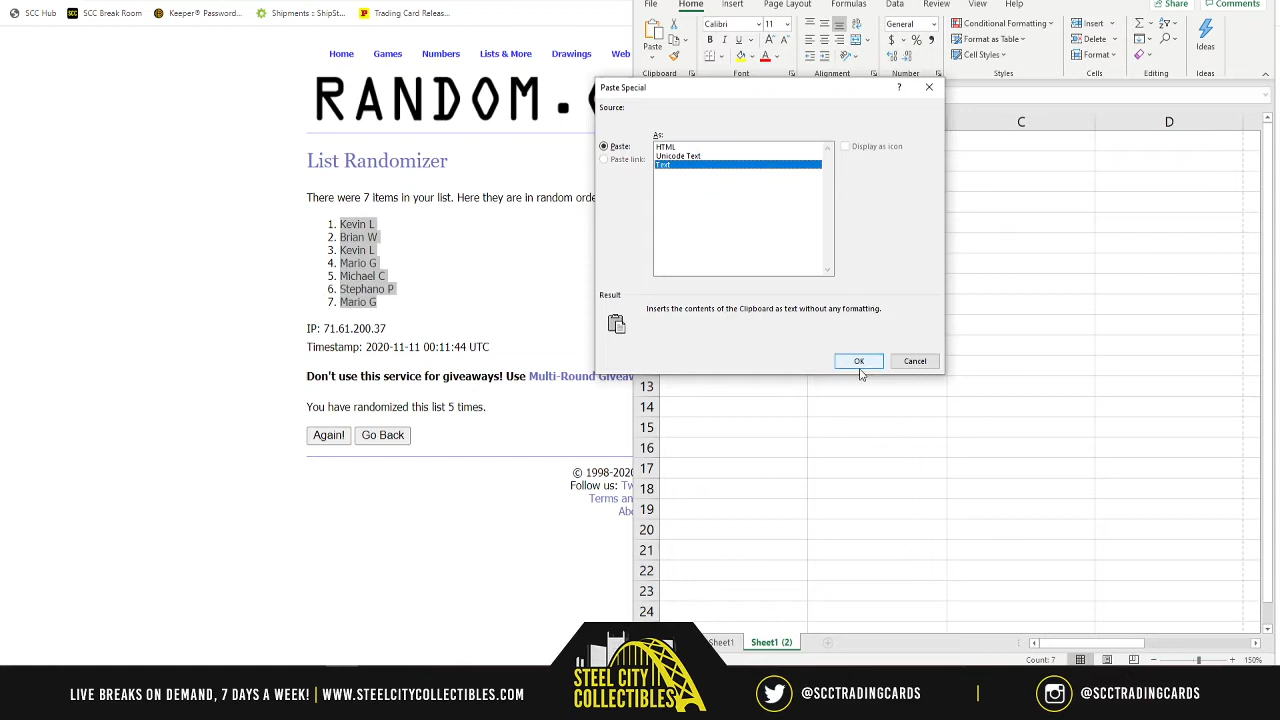 SCC Hub SCC Break Room Keeper® Password... Shipments :: ShipSt... Trading Card Releas...
Home Games Numbers Lists & More Drawings Web
RANDOM.
List Randomizer
There were 7 items in your list. Here they are in random orde
1. Kevin L
2. Brian W
3. Kevin L
4. Mario G
5. Michael C
6. Stephano P
7. Mario G
IP: 71.61.200.37
Timestamp: 2020-11-11 00:11:44 UTC
Don't use this service for giveaways! Use Multi-Round Giveav
You have randomized this list 5 times.
Again! Go Back
© 1998-2020
Follow us: Tw
Terms an
Abo
File Home Insert Page Layout Formulas Data Review View Help Share Comments
Calibri 11 General Conditional Formatting Insert
Paste B I U $ % Format as Table Delete Ideas
Cell Styles Format
Clipboard Font Alignment Number Styles Cells Editing Ideas
Paste Special ?
Source:
As:
Paste:
Paste link:
HTML
Unicode Text
Text
Display as icon
Result
Inserts the contents of the Clipboard as text without any formatting.
OK Cancel
C D
13
14
15
16
17
18
19
20
21
22
23
24
Sheet1 Sheet1 (2)
Count: 7 150%
LIVE BREAKS ON DEMAND, 7 DAYS A WEEK! | WWW.STEELCITYCOLLECTIBLES.COM
STEEL CITY
COLLECTIBLES
@SCCTRADINGCARDS | @SCCTRADINGCARDS